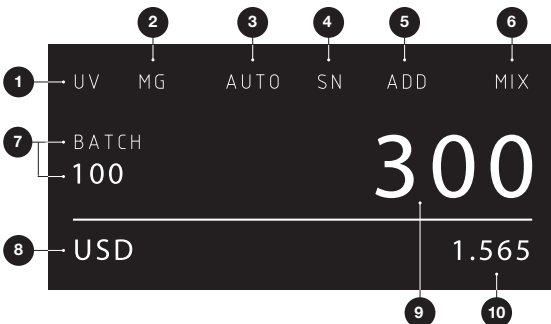 2 3 4 5 6
1 UV MG AUTO SN ADD MIX
7 BATCH
100 300
8 USD 1.565
9 10